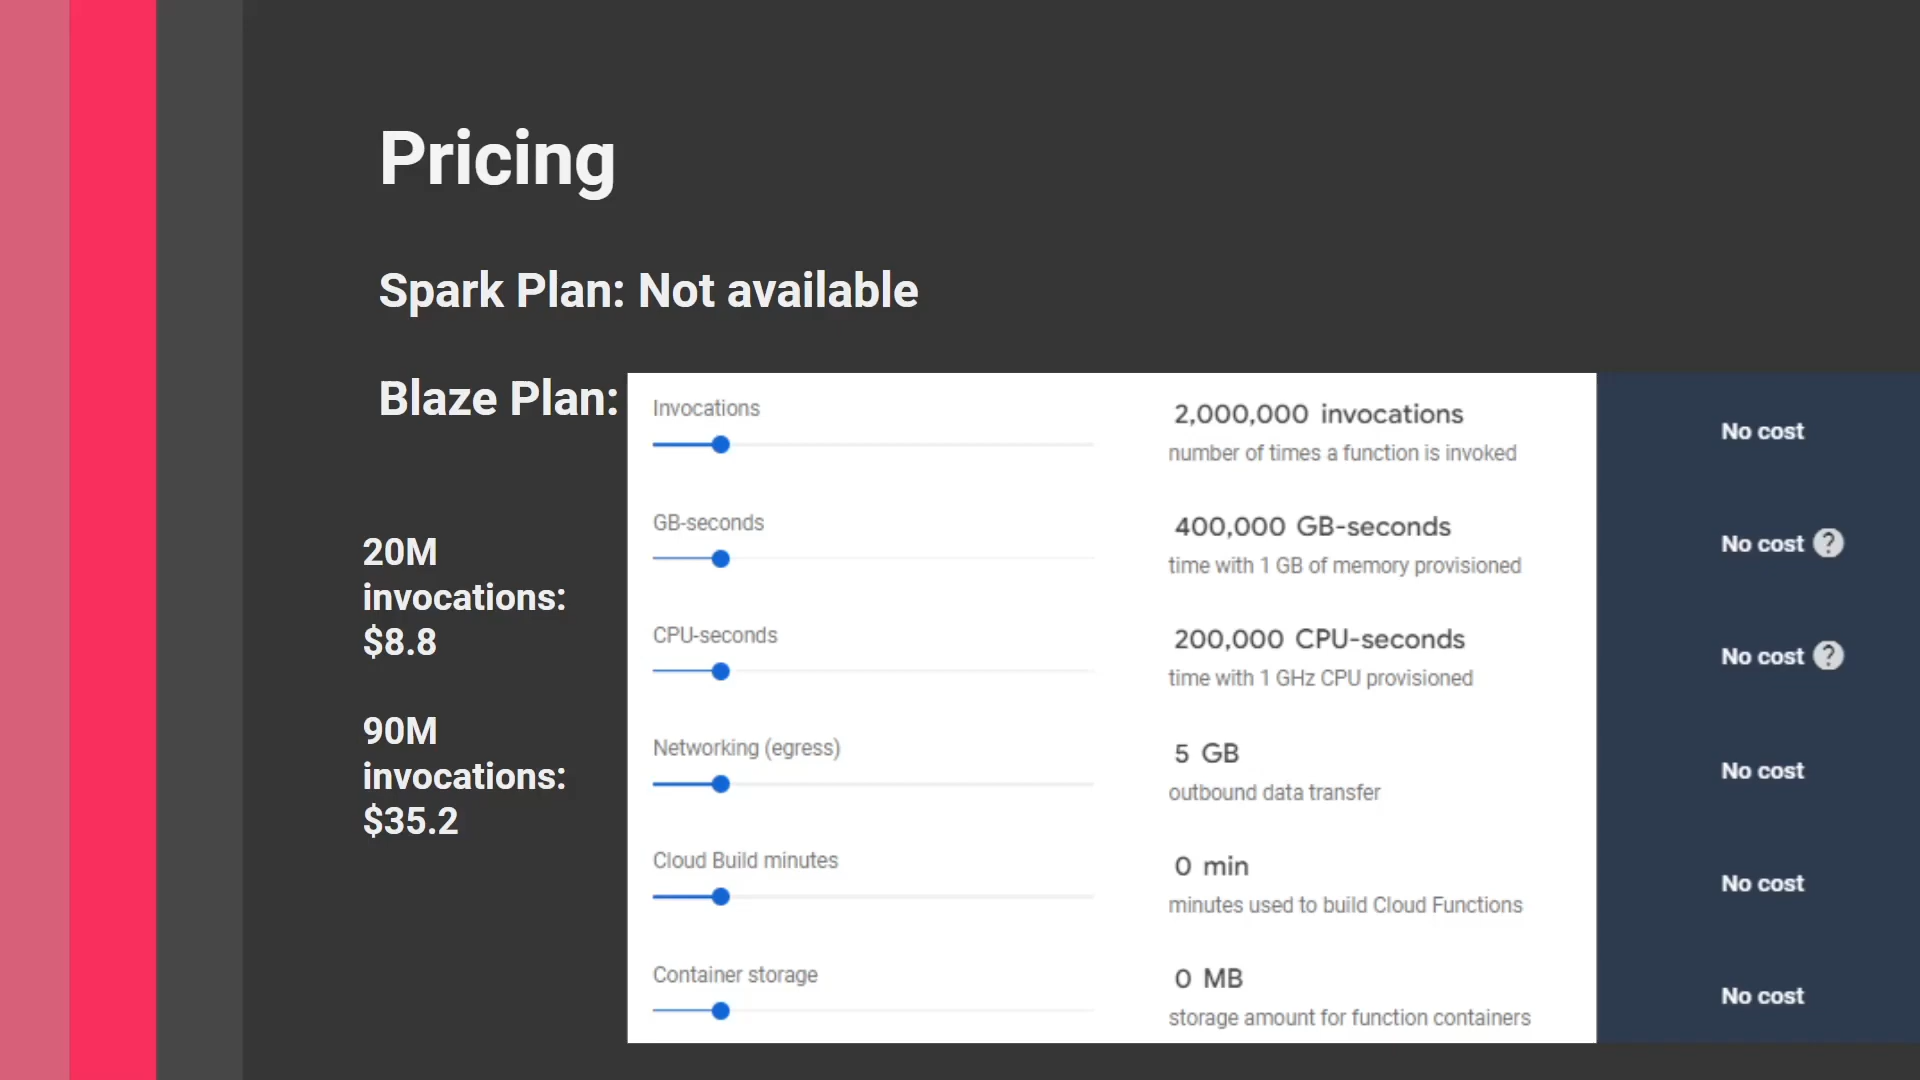 Pricing
Spark Plan: Not available
Blaze Plan:
20M
invocations:
$8.8
90M
invocations:
$35.2
Invocations
2,000,000 invocations
number of times a function is invoked
No cost
GB-seconds
400,000 GB-seconds
time with 1 GB of memory provisioned
No cost ?
CPU-seconds
200,000 CPU-seconds
time with 1 GHz CPU provisioned
No cost ?
Networking (egress)
5 GB
outbound data transfer
No cost
Cloud Build minutes
0 min
minutes used to build Cloud Functions
No cost
Container storage
0 MB
storage amount for function containers
No cost